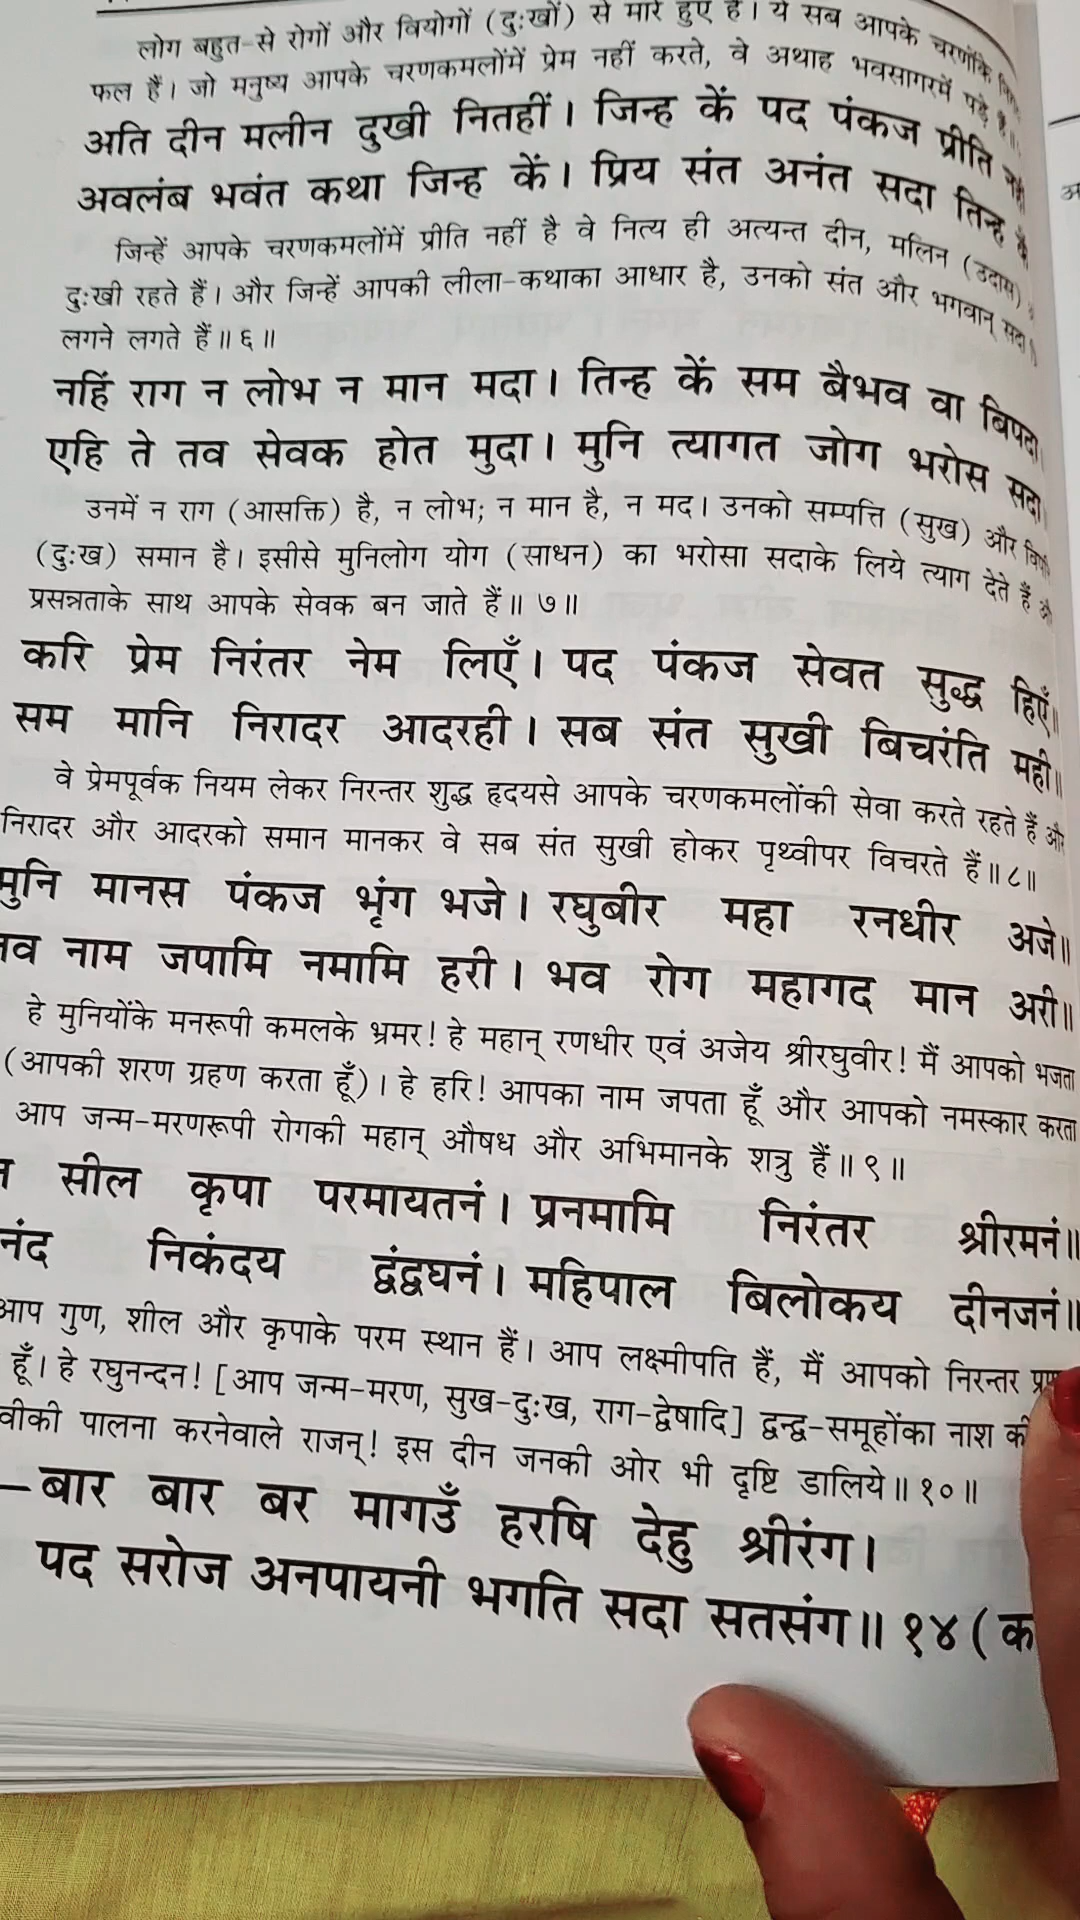 लोग बहुत-से रोगों और वियोगों (दुःखों) से मारे हुए हैं। ये सब आपके चरणोंके
फल हैं। जो मनुष्य आपके चरणकमलोंमें प्रेम नहीं करते, वे अथाह भवसागरमें पड़े हैं॥
अति दीन मलीन दुखी नितहीं। जिन्ह कें पद पंकज प्रीति नहीं
अवलंब भवंत कथा जिन्ह कें। प्रिय संत अनंत सदा तिन्ह कें
जिन्हें आपके चरणकमलोंमें प्रीति नहीं है वे नित्य ही अत्यन्त दीन, मलिन (उदास)
दुःखी रहते हैं। और जिन्हें आपकी लीला-कथाका आधार है, उनको संत और भगवान् सदा
लगने लगते हैं॥६॥
नहिं राग न लोभ न मान मदा। तिन्ह कें सम बैभव वा बिपदा
एहि ते तव सेवक होत मुदा। मुनि त्यागत जोग भरोस सदा
उनमें न राग (आसक्ति) है, न लोभ; न मान है, न मद। उनको सम्पत्ति (सुख) और
(दुःख) समान है। इसीसे मुनिलोग योग (साधन) का भरोसा सदाके लिये त्याग देते हैं
प्रसन्नताके साथ आपके सेवक बन जाते हैं॥ ७॥
करि प्रेम निरंतर नेम लिएँ। पद पंकज सेवत सुद्ध हिएँ॥
सम मानि निरादर आदरही। सब संत सुखी बिचरंति मही॥
वे प्रेमपूर्वक नियम लेकर निरन्तर शुद्ध हृदयसे आपके चरणकमलोंकी सेवा करते रहते हैं और
निरादर और आदरको समान मानकर वे सब संत सुखी होकर पृथ्वीपर विचरते हैं॥८॥
मुनि मानस पंकज भृंग भजे। रघुबीर महा रनधीर अजे॥
तव नाम जपामि नमामि हरी। भव रोग महागद मान अरी॥
हे मुनियोंके मनरूपी कमलके भ्रमर! हे महान् रणधीर एवं अजेय श्रीरघुवीर! मैं आपको भजता
(आपकी शरण ग्रहण करता हूँ)। हे हरि! आपका नाम जपता हूँ और आपको नमस्कार करता
आप जन्म-मरणरूपी रोगकी महान् औषध और अभिमानके शत्रु हैं॥९॥
सील कृपा परमायतनं। प्रनमामि निरंतर श्रीरमनं॥
नंद निकंदय द्वंद्वघनं। महिपाल बिलोकय दीनजनं॥
आप गुण, शील और कृपाके परम स्थान हैं। आप लक्ष्मीपति हैं, मैं आपको निरन्तर
हूँ। हे रघुनन्दन! [आप जन्म-मरण, सुख-दुःख, राग-द्वेषादि] द्वन्द्व-समूहोंका नाश
वीकी पालना करनेवाले राजन्! इस दीन जनकी ओर भी दृष्टि डालिये॥१०॥
—बार बार बर मागउँ हरषि देहु श्रीरंग।
पद सरोज अनपायनी भगति सदा सतसंग॥ १४ (क